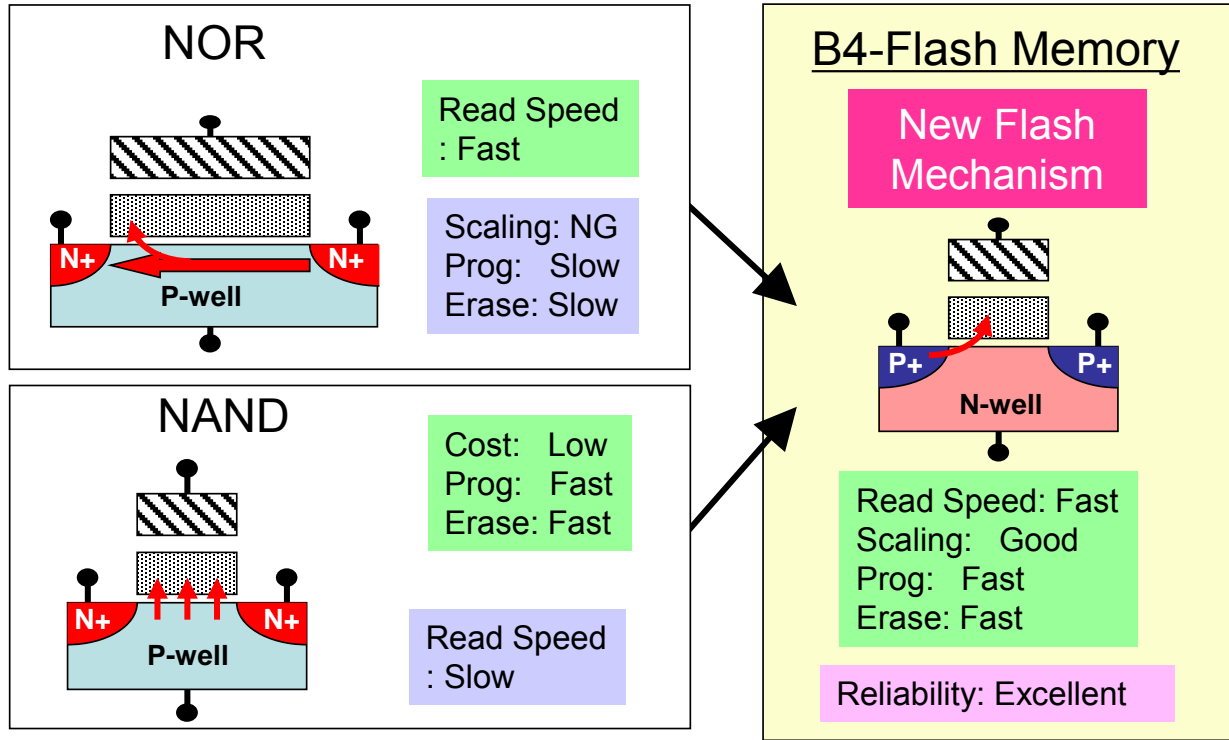 NOR
Read Speed
: Fast
Scaling: NG
Prog: Slow
Erase: Slow
N+
N+
P-well
NAND
Cost: Low
Prog: Fast
Erase: Fast
N+
N+
P-well
Read Speed
: Slow
B4-Flash Memory
New Flash
Mechanism
P+
P+
N-well
Read Speed: Fast
Scaling: Good
Prog: Fast
Erase: Fast
Reliability: Excellent